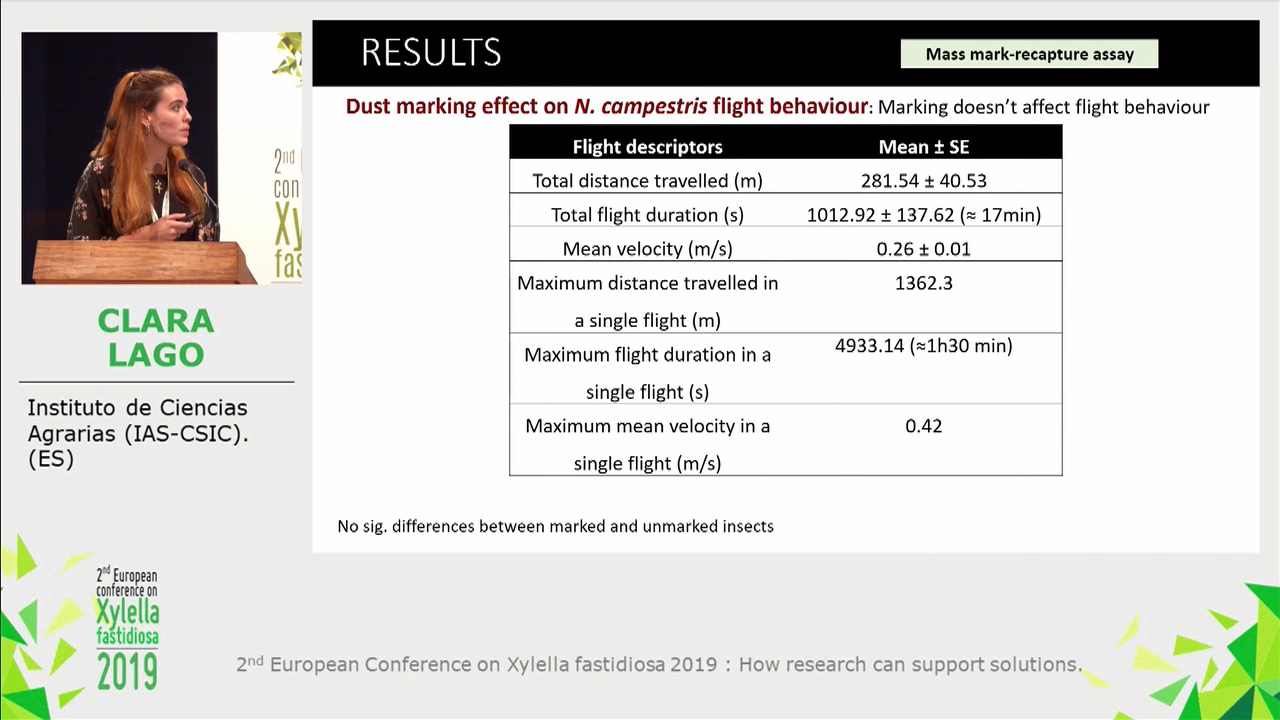 RESULTS
Mass mark-recapture assay
Dust marking effect on N. campestris flight behaviour: Marking doesn't affect flight behaviour
Flight descriptors Mean ± SE
Total distance travelled (m) 281.54 ± 40.53
Total flight duration (s) 1012.92 ± 137.62 (≈ 17min)
Mean velocity (m/s) 0.26 ± 0.01
Maximum distance travelled in 1362.3
a single flight (m)
Maximum flight duration in a 4933.14 (≈1h30 min)
single flight (s)
Maximum mean velocity in a 0.42
single flight (m/s)
No sig. differences between marked and unmarked insects
2nd
con
Xy
fas
CLARA
LAGO
Instituto de Ciencias
Agrarias (IAS-CSIC).
(ES)
2nd European
conference on
Xylella
fastidiosa
2019
2nd European Conference on Xylella fastidiosa 2019 : How research can support solutions.